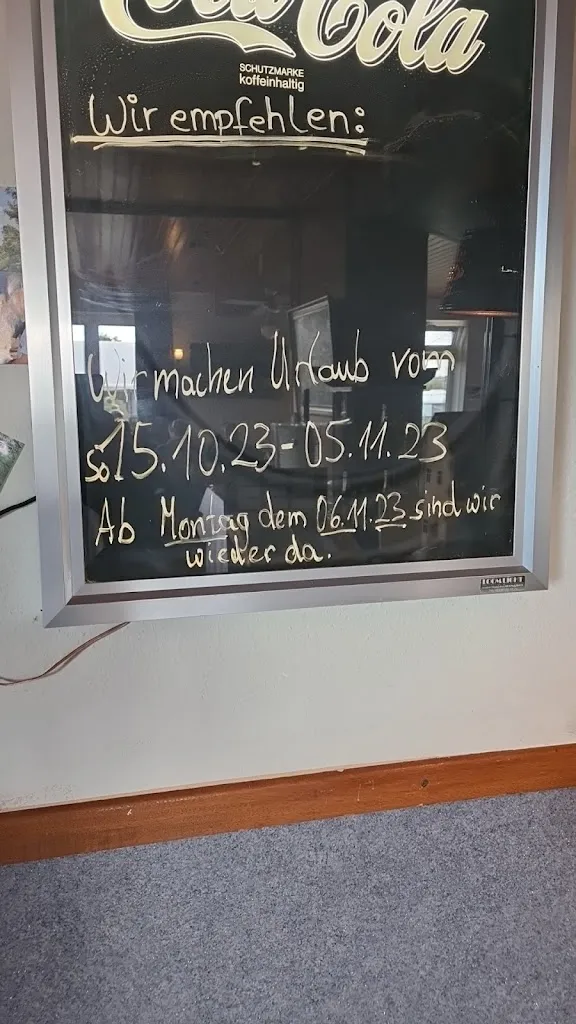 Coca Cola
SCHUTZMARKE
koffeinhaltig
Wir empfehlen:
Wir machen Urlaub vom
So 15.10.23 - 05.11.23
Ab Montag dem 06.11.23 sind wir
wieder da.